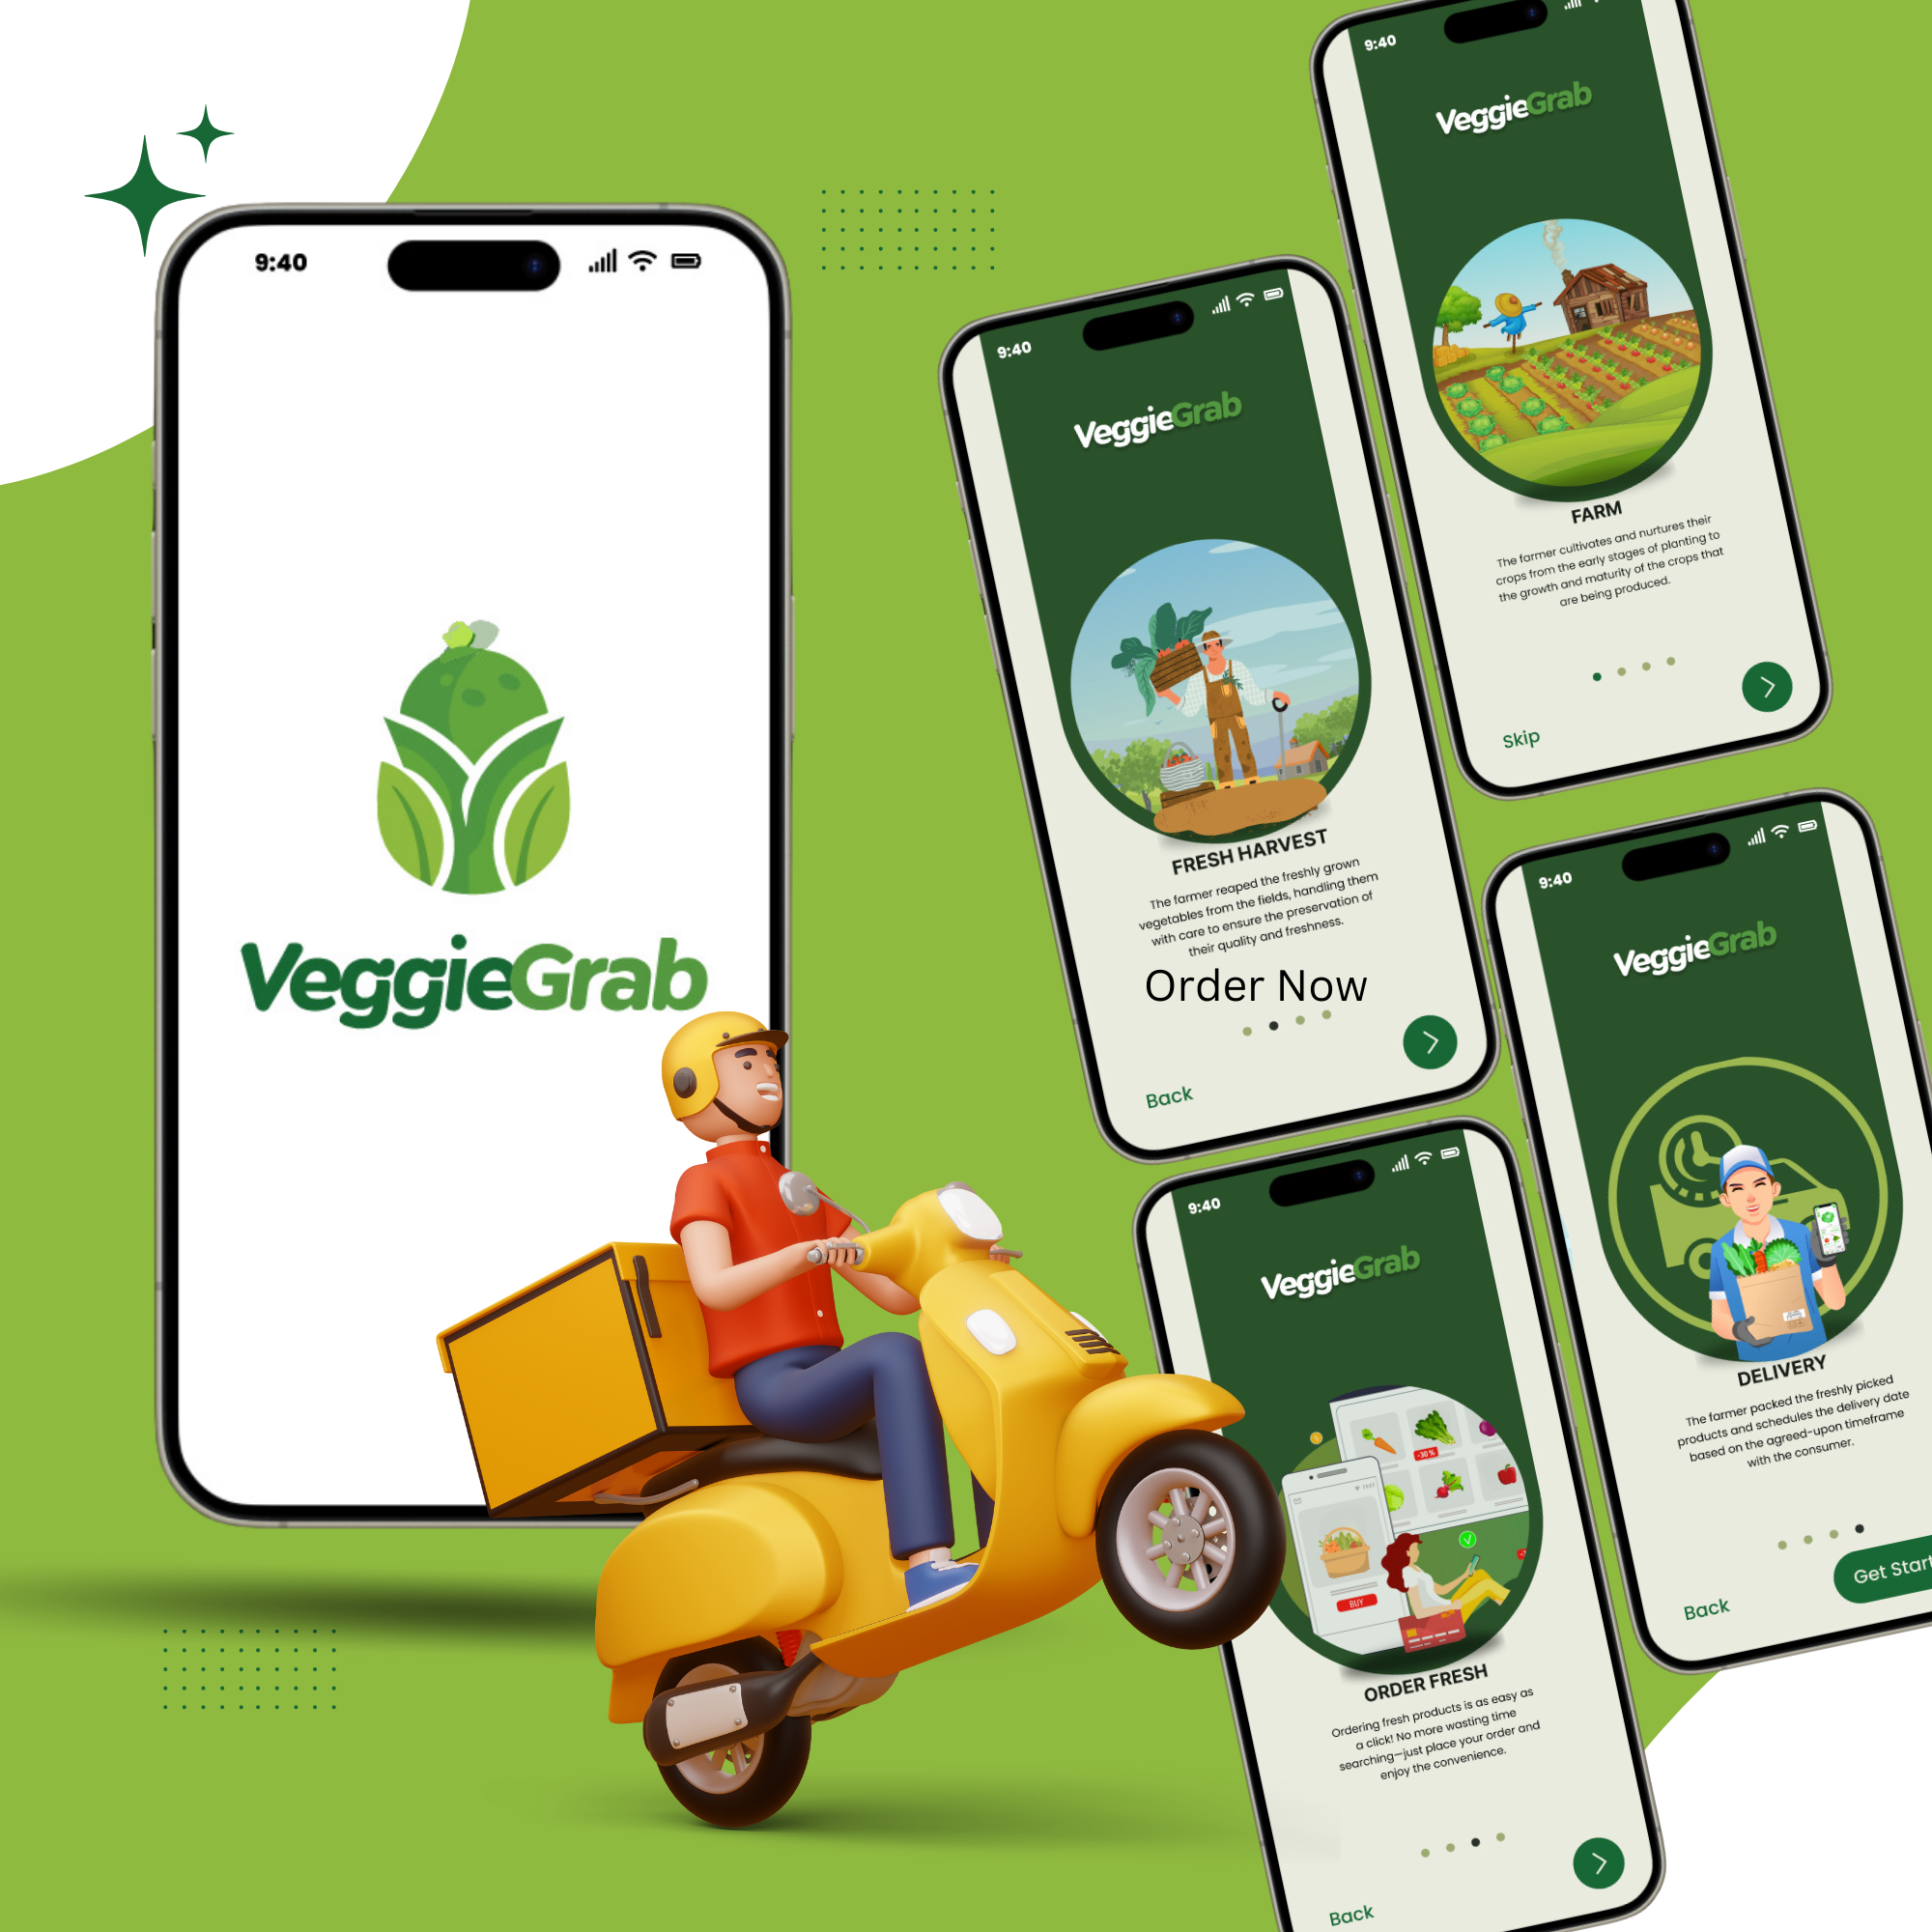 9:40
VeggieGrab
9:40
VeggieGrab
FARM
The farmer cultivates and nurtures their
crops from the early stages of planting to
the growth and maturity of the crops that
are being produced.
Skip
9:40
VeggieGrab
FRESH HARVEST
The farmer reaped the freshly grown
vegetables from the fields, handling them
with care to ensure the preservation of
their quality and freshness.
Order Now
Back
9:40
VeggieGrab
-30%
BUY
ORDER FRESH
Ordering fresh products is as easy as
a click! No more wasting time
searching—just place your order and
enjoy the convenience.
Back
9:40
VeggieGrab
DELIVERY
The farmer packed the freshly picked
products and schedules the delivery date
based on the agreed-upon timeframe
with the consumer.
Get Start
Back